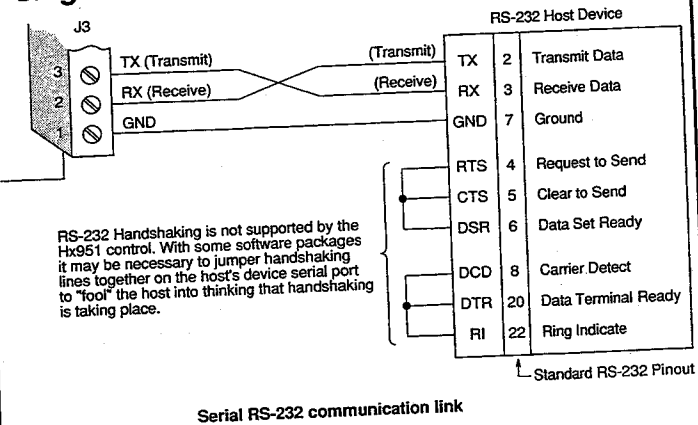 RS-232 Host Device
J3
TX (Transmit)
(Transmit)
TX 2 Transmit Data
3
RX (Receive)
(Receive)
RX 3 Receive Data
2
GND
GND 7 Ground
1
RTS 4 Request to Send
CTS 5 Clear to Send
DSR 6 Data Set Ready
RS-232 Handshaking is not supported by the
Hx951 control. With some software packages
it may be necessary to jumper handshaking
lines together on the host's device serial port
to "fool" the host into thinking that handshaking
is taking place.
DCD 8 Carrier Detect
DTR 20 Data Terminal Ready
RI 22 Ring Indicate
Standard RS-232 Pinout
Serial RS-232 communication link